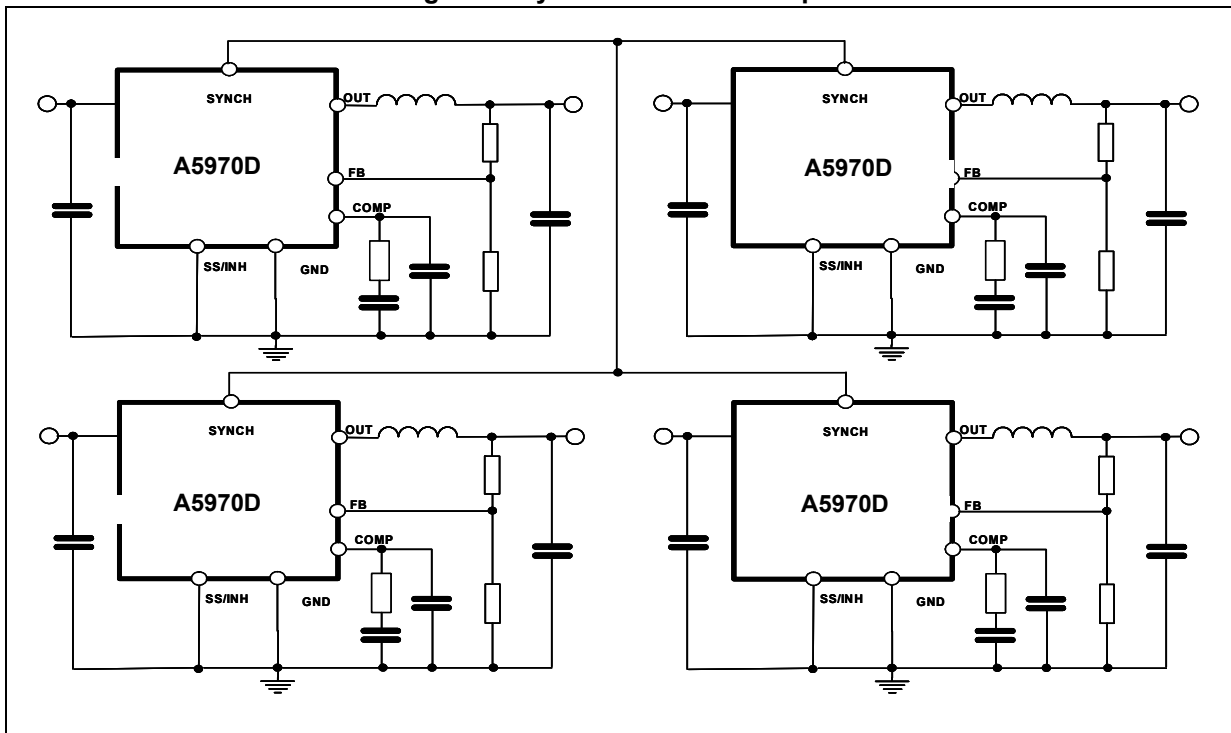 SYNCH
OUT
A5970D
FB
COMP
SS/INH
GND
SYNCH
OUT
A5970D
FB
COMP
SS/INH
GND
SYNCH
OUT
A5970D
FB
COMP
SS/INH
GND
SYNCH
OUT
A5970D
FB
COMP
SS/INH
GND